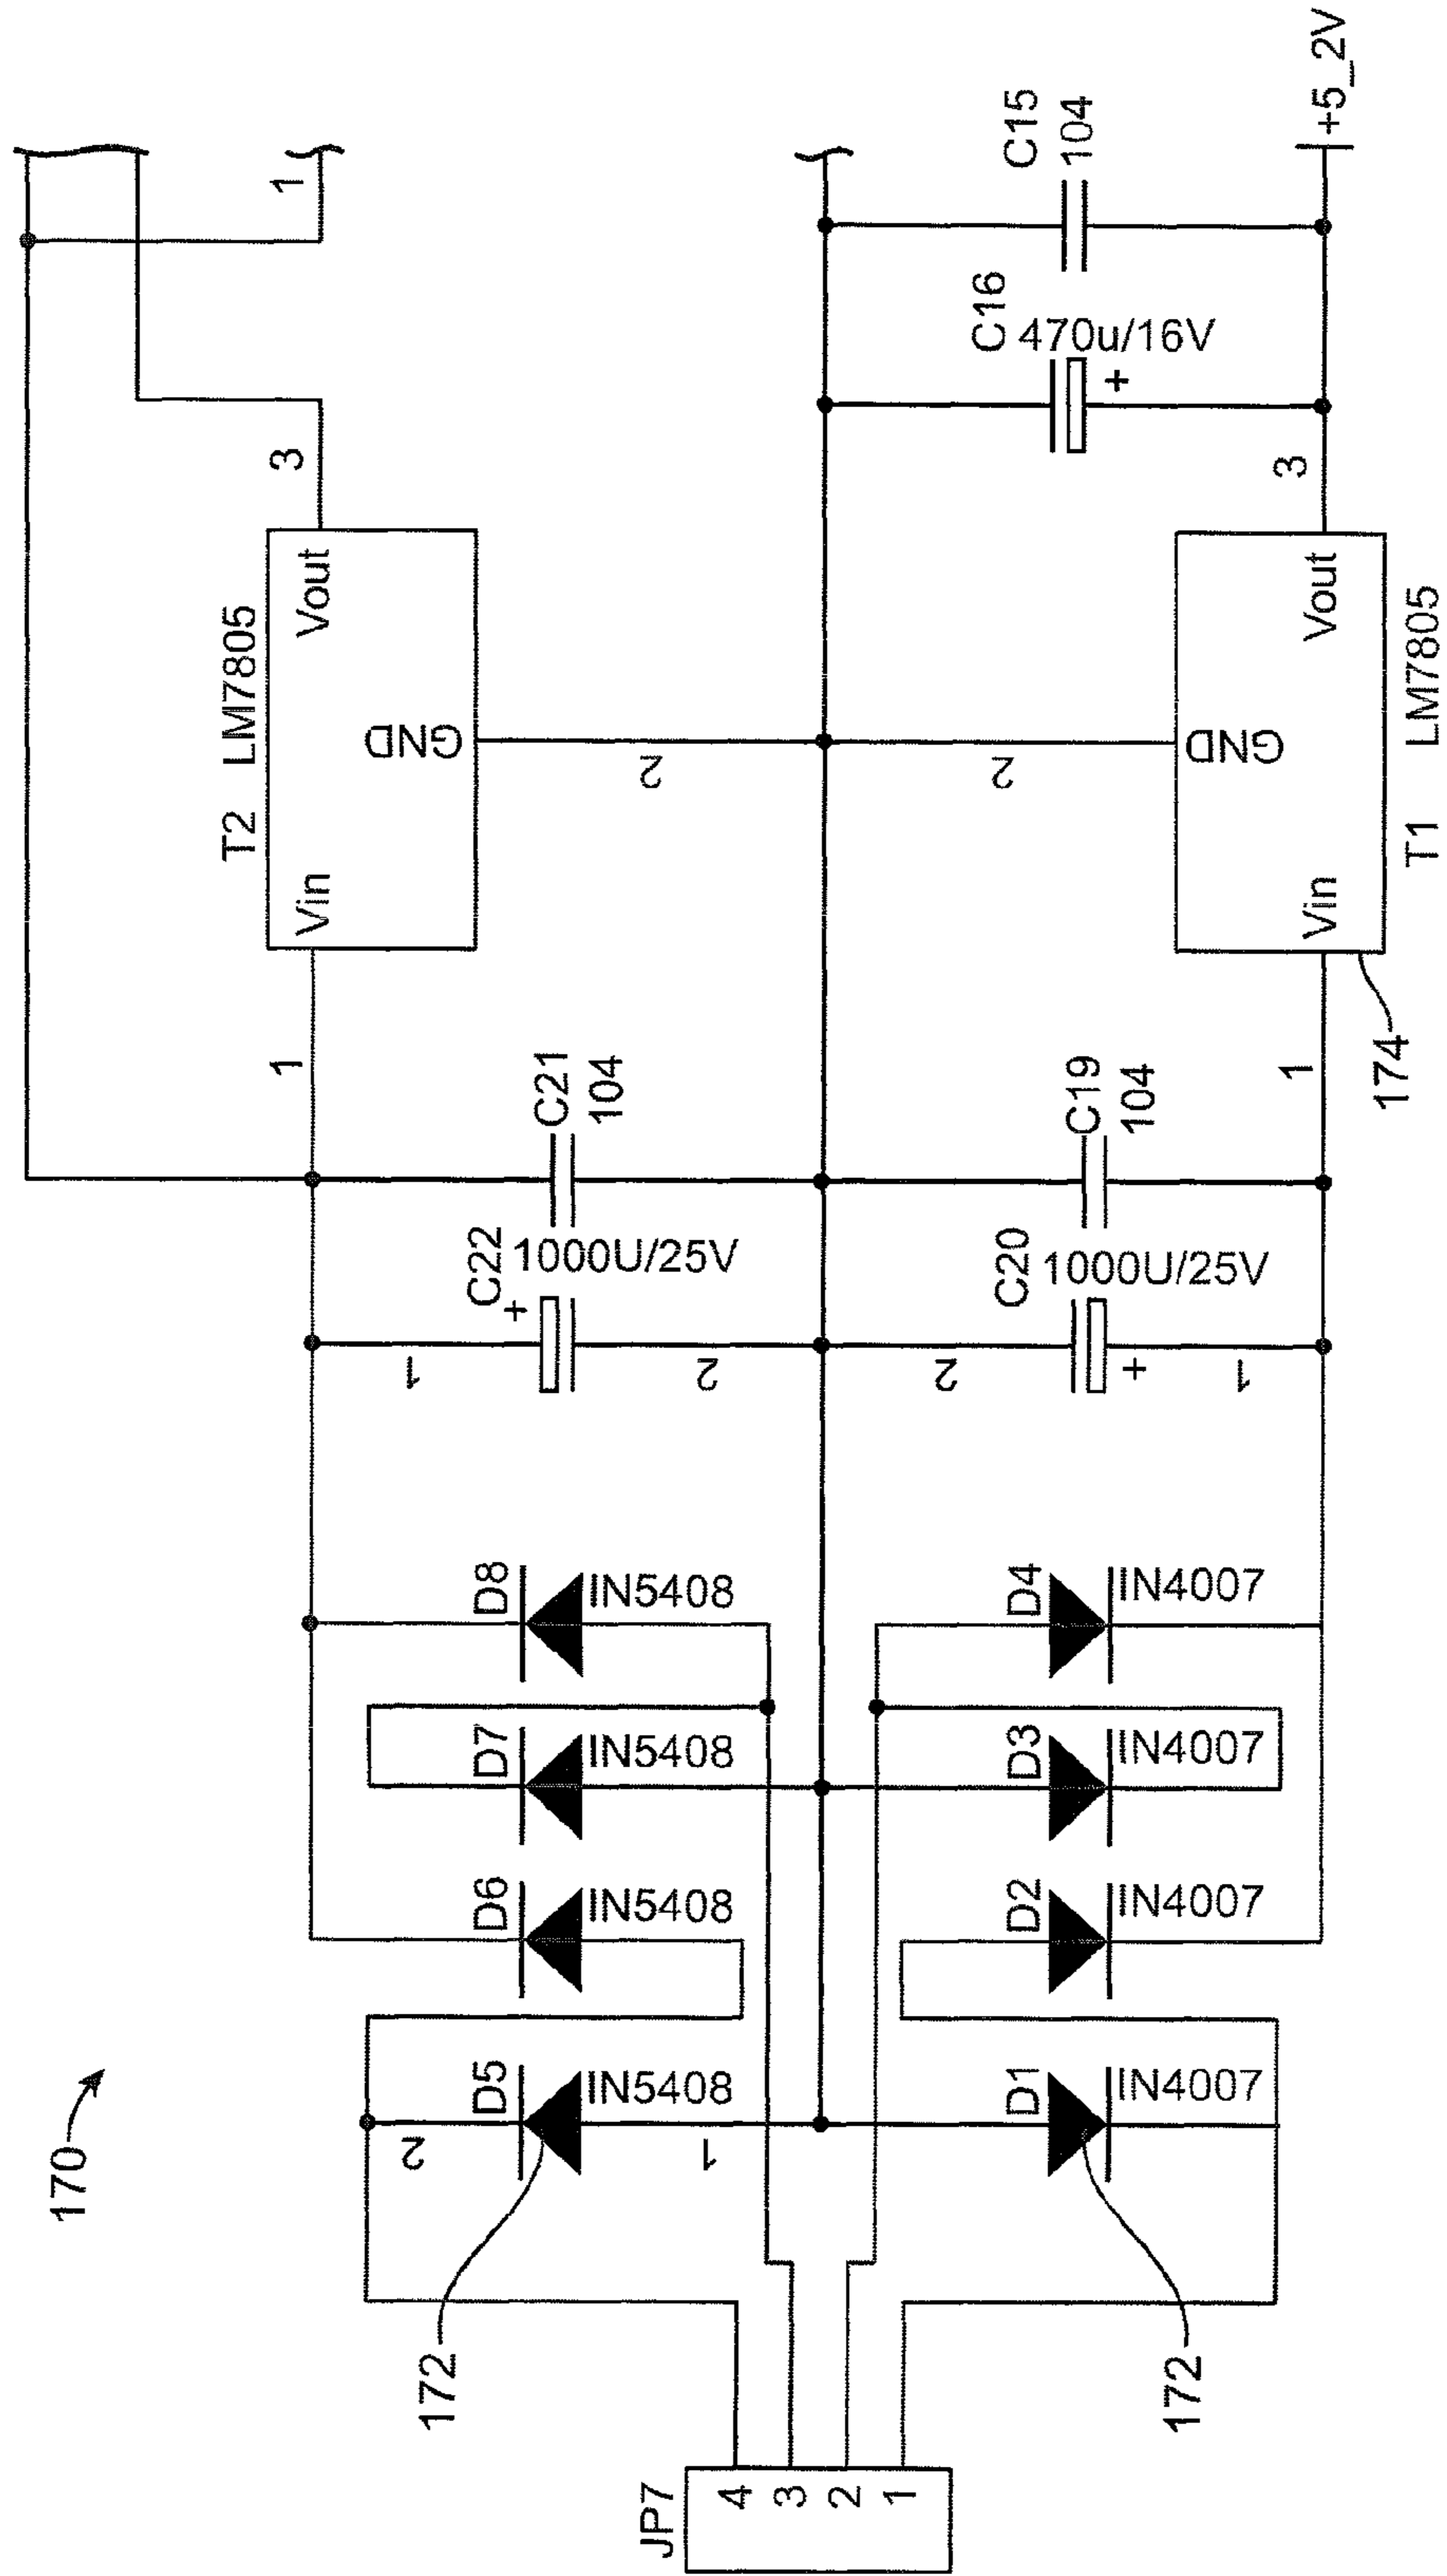 170
JP7
4
3
2
1
172
172
2
1
D5
IN5408
D6
IN5408
D7
IN5408
D8
IN5408
D1
IN4007
D2
IN4007
D3
IN4007
D4
IN4007
1
+
2
C22
1000U/25V
C21
104
2
+
1
C20
1000U/25V
C19
104
1
T2 LM7805
Vin
GND
Vout
3
2
1
2
1
174
Vin
GND
Vout
T1 LM7805
3
C16
470u/16V
+
C15
104
+5_2V